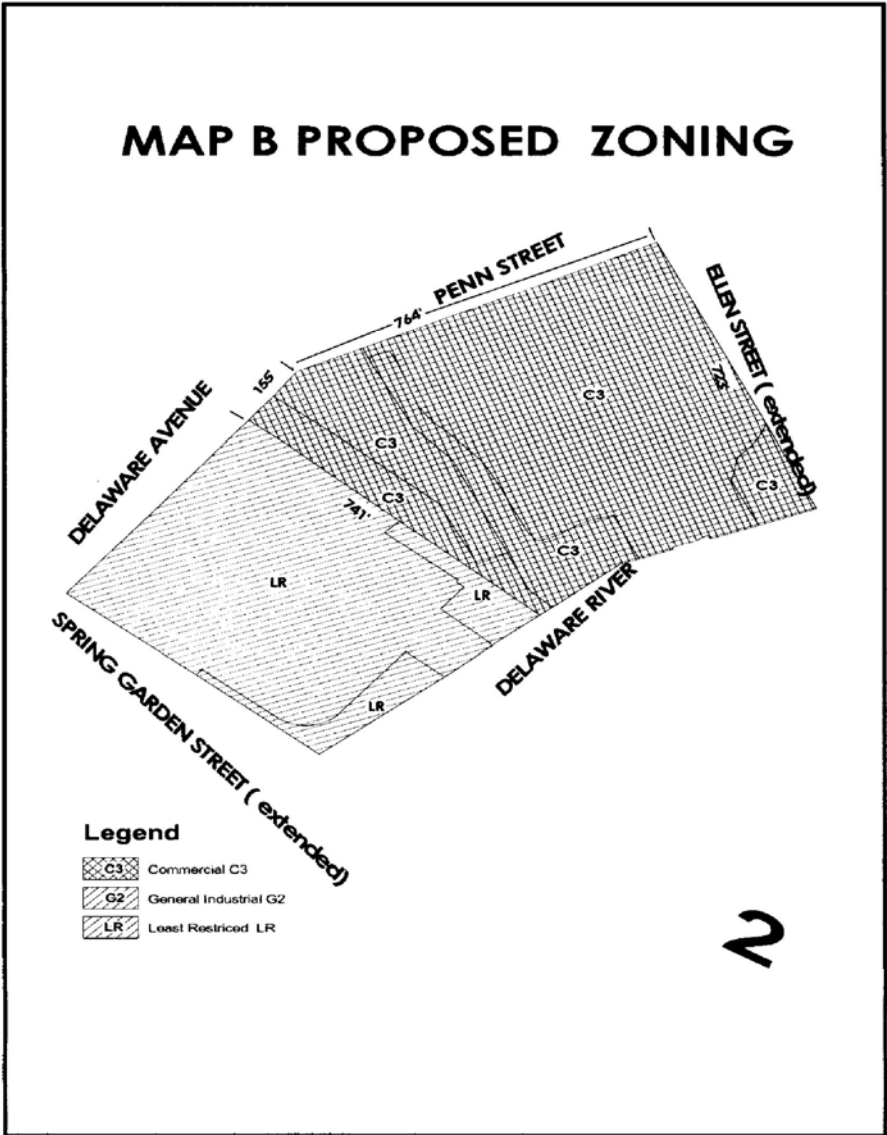 MAP B PROPOSED ZONING
PENN STREET
764'
ELLEN STREET ( extended)
723'
155'
DELAWARE AVENUE
C3
C3
C3
C3
C3
741'
LR
LR
LR
DELAWARE RIVER
SPRING GARDEN STREET ( extended)
Legend
C3 Commercial C3
G2 General Industrial G2
LR Least Restriced LR
2